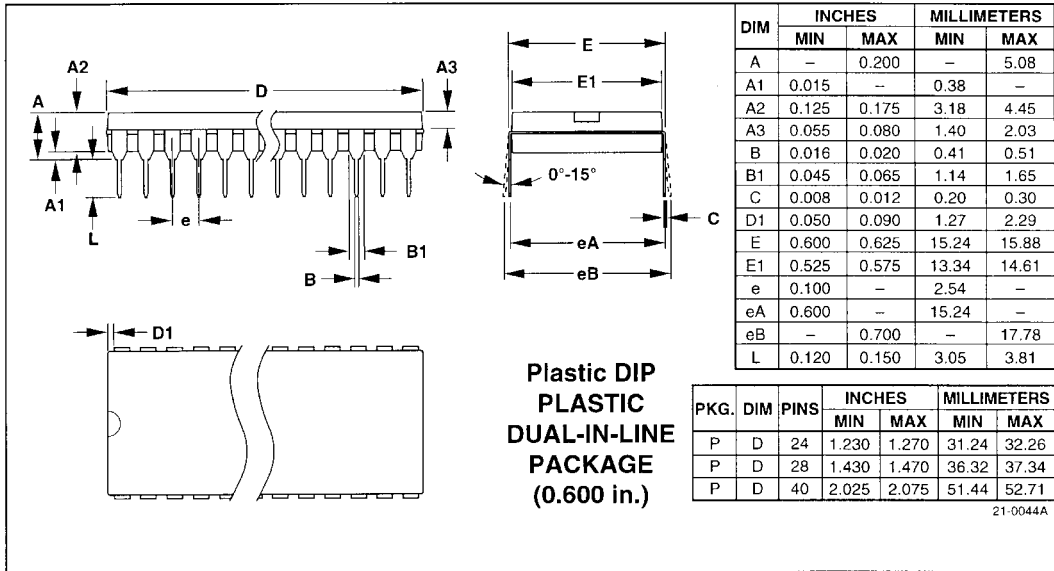 A2
A
D
A3
A1
L
e
B
B1
E
E1
0°-15°
C
eA
eB
D1
Plastic DIP
PLASTIC
DUAL-IN-LINE
PACKAGE
(0.600 in.)
DIM INCHES MILLIMETERS
MIN MAX MIN MAX
A – 0.200 – 5.08
A1 0.015 – 0.38 –
A2 0.125 0.175 3.18 4.45
A3 0.055 0.080 1.40 2.03
B 0.016 0.020 0.41 0.51
B1 0.045 0.065 1.14 1.65
C 0.008 0.012 0.20 0.30
D1 0.050 0.090 1.27 2.29
E 0.600 0.625 15.24 15.88
E1 0.525 0.575 13.34 14.61
e 0.100 – 2.54 –
eA 0.600 – 15.24 –
eB – 0.700 – 17.78
L 0.120 0.150 3.05 3.81
PKG. DIM PINS INCHES MILLIMETERS
MIN MAX MIN MAX
P D 24 1.230 1.270 31.24 32.26
P D 28 1.430 1.470 36.32 37.34
P D 40 2.025 2.075 51.44 52.71
21-0044A